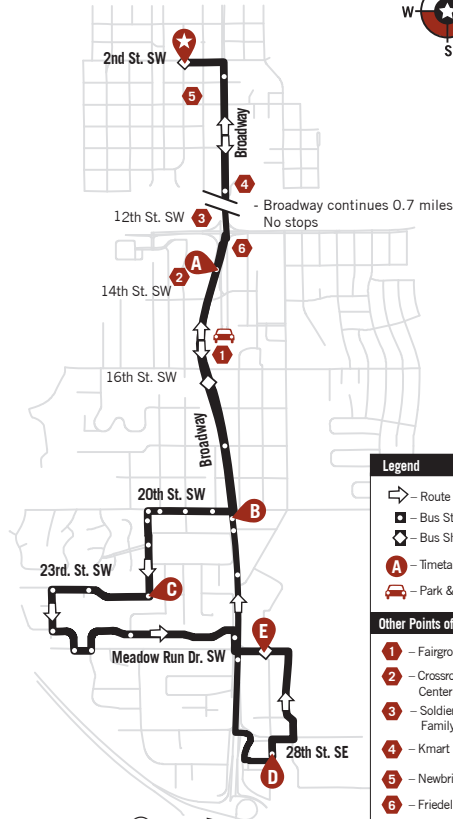 W
S
2nd St. SW
5
Broadway
4
- Broadway continues 0.7 miles
No stops
12th St. SW
3
6
A
2
14th St. SW
1
16th St. SW
Broadway
20th St. SW
B
23rd. St. SW
C
E
Meadow Run Dr. SW
28th St. SE
D
Legend
– Route
– Bus St
– Bus Sh
A – Timeta
– Park &
Other Points of
1 – Fairgro
2 – Crossro
Center
3 – Soldier
Family
4 – Kmart
5 – Newbri
6 – Friedel